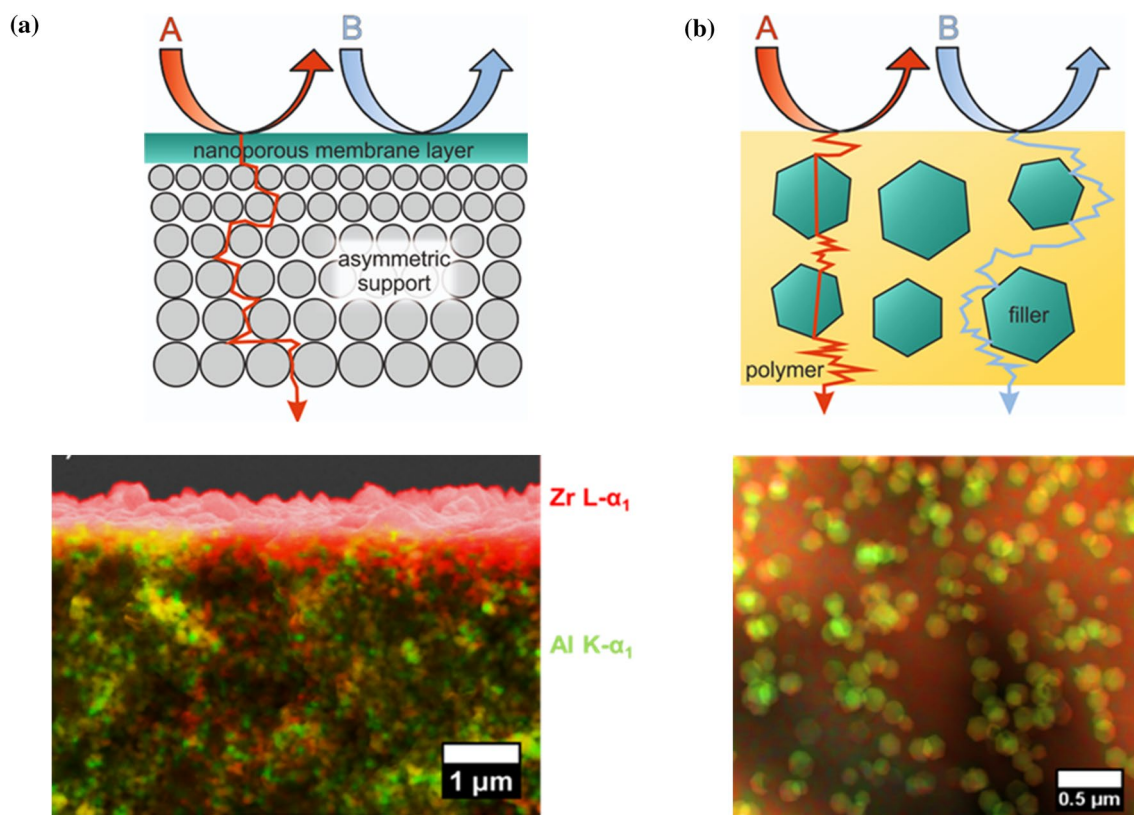 (a)
A
B
nanoporous membrane layer
asymmetric
support
(b)
A
B
filler
polymer
Zr L-α₁
Al K-α₁
1 µm
0.5 µm